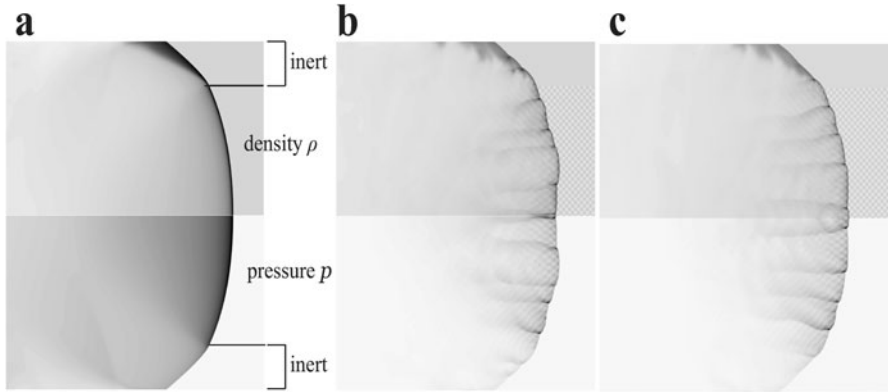 a
b
c
inert
density ρ
pressure p
inert